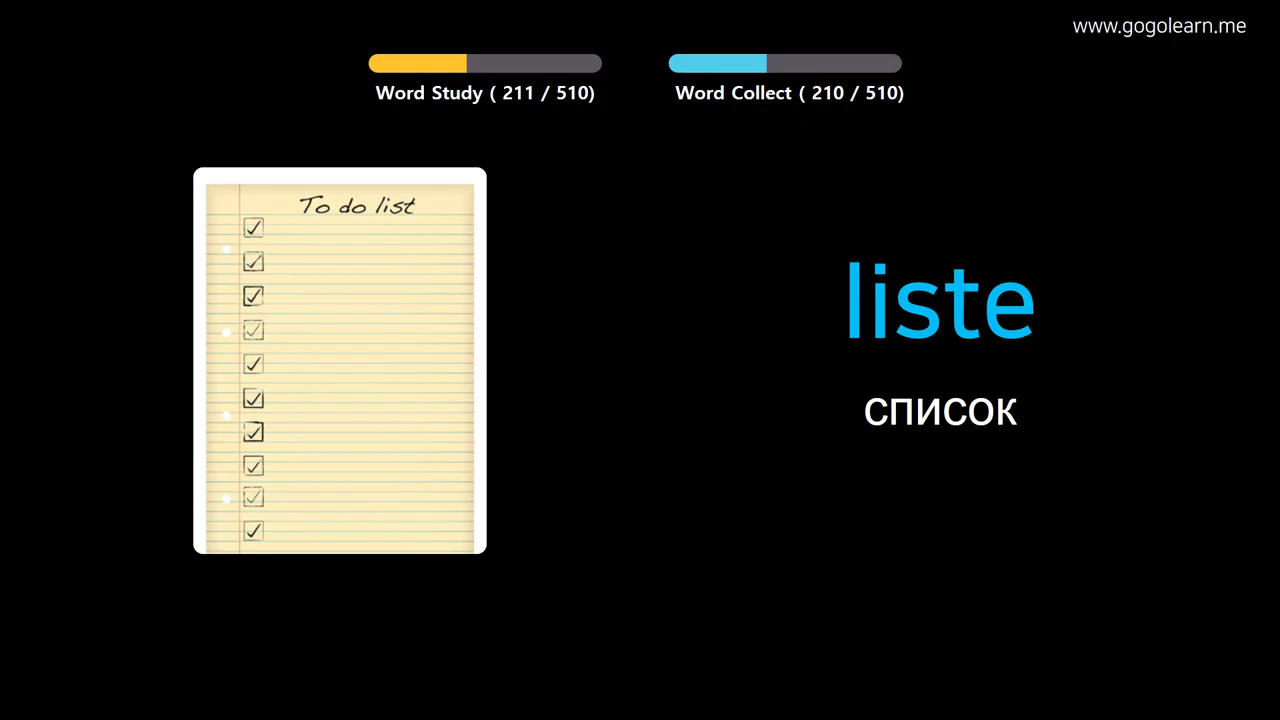 www.gogolearn.me
Word Study ( 211 / 510)
Word Collect ( 210 / 510)
To do list
liste
список